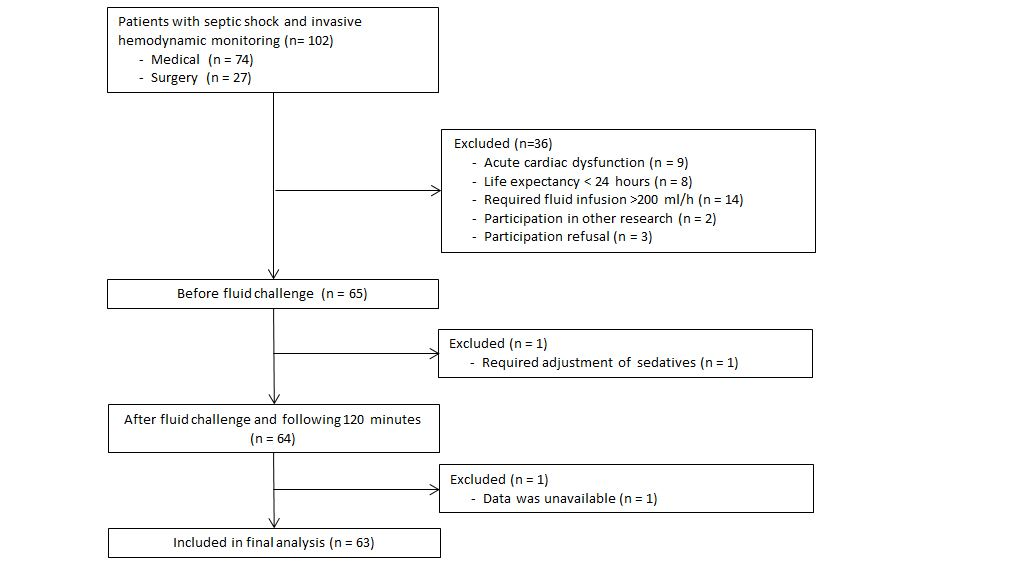 Patients with septic shock and invasive
hemodynamic monitoring (n= 102)
- Medical (n = 74)
- Surgery (n = 27)
Excluded (n=36)
- Acute cardiac dysfunction (n = 9)
- Life expectancy < 24 hours (n = 8)
- Required fluid infusion >200 ml/h (n = 14)
- Participation in other research (n = 2)
- Participation refusal (n = 3)
Before fluid challenge (n = 65)
Excluded (n = 1)
- Required adjustment of sedatives (n = 1)
After fluid challenge and following 120 minutes
(n = 64)
Excluded (n = 1)
- Data was unavailable (n = 1)
Included in final analysis (n = 63)